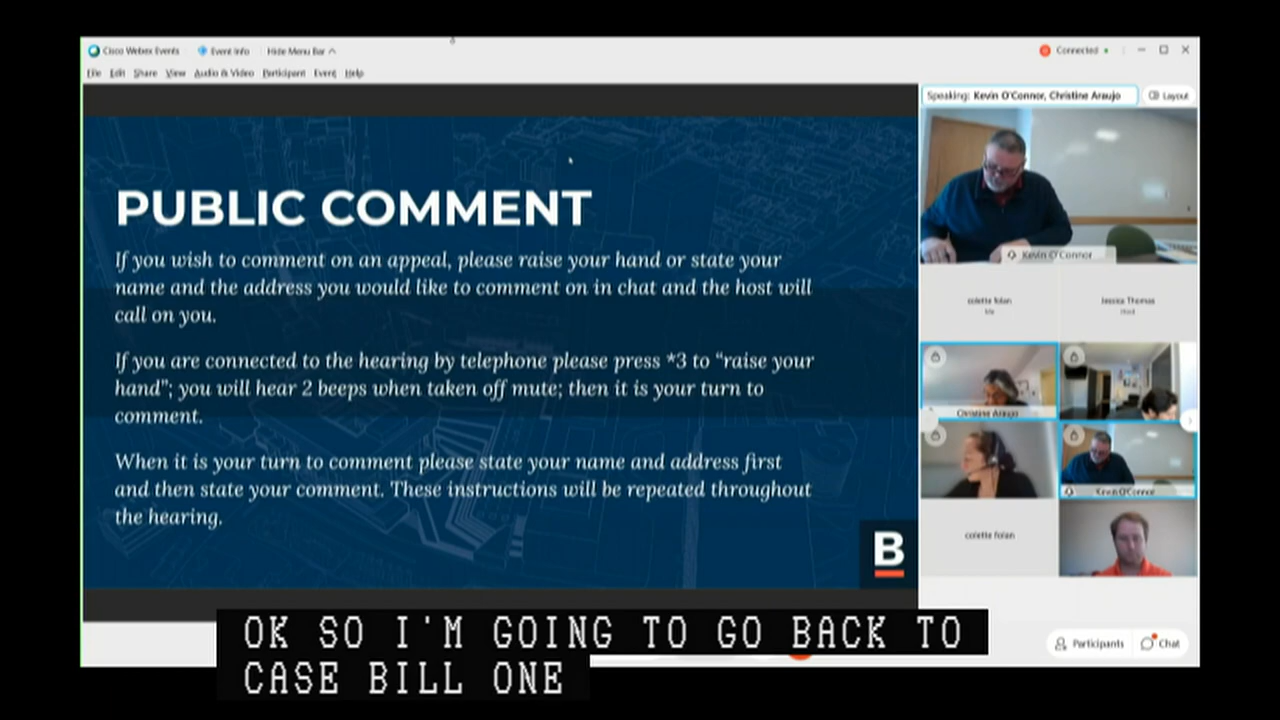 Cisco Webex Events Event Info Hide Menu Bar
Connected
File Edit Share View Audio & Video Participant Event Help
Speaking: Kevin O'Connor, Christine Araujo
Layout
PUBLIC COMMENT
If you wish to comment on an appeal, please raise your hand or state your
name and the address you would like to comment on in chat and the host will
call on you.
If you are connected to the hearing by telephone please press *3 to “raise your
hand”; you will hear 2 beeps when taken off mute; then it is your turn to
comment.
When it is your turn to comment please state your name and address first
and then state your comment. These instructions will be repeated throughout
the hearing.
B
Kevin O'Connor
colette folan
Me
Jessica Thomas
Host
Christine Araujo
Kevin O'Connor
colette folan
Participants
Chat
OK SO I'M GOING TO GO BACK TO
CASE BILL ONE